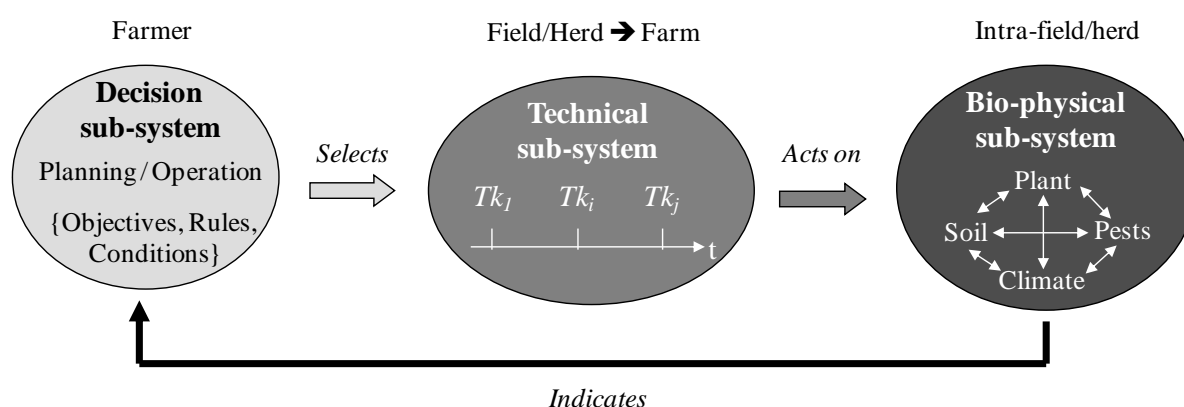 Farmer
Field/Herd ➔ Farm
Intra-field/herd
Decision
sub-system
Planning / Operation
{Objectives, Rules,
Conditions}
Selects
Technical
sub-system
Tk1 Tki Tkj
t
Acts on
Bio-physical
sub-system
Plant
Soil Pests
Climate
Indicates